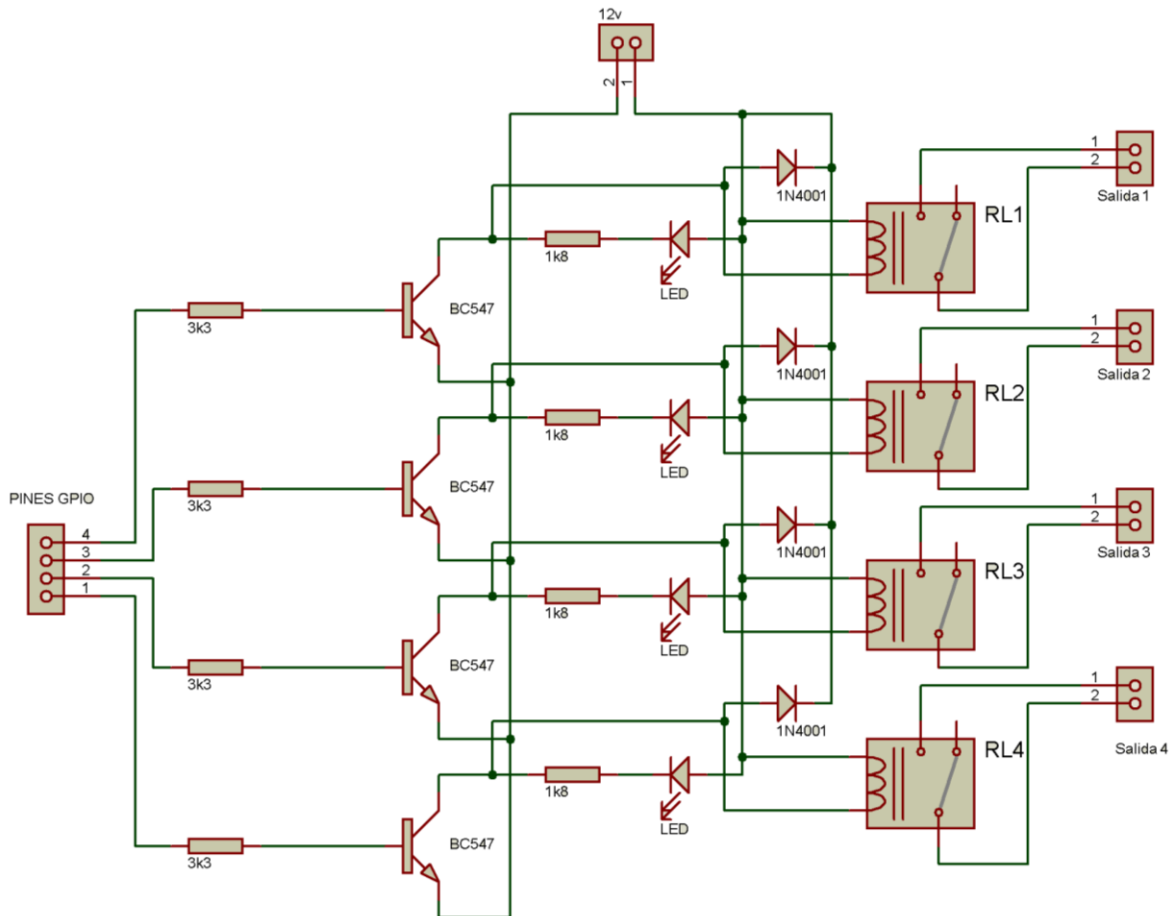 12v
2
1
1
2
Salida 1
1N4001
RL1
1k8
LED
BC547
3k3
1
2
Salida 2
1N4001
RL2
1k8
LED
BC547
3k3
PINES GPIO
4
3
2
1
1
2
Salida 3
1N4001
RL3
1k8
LED
BC547
3k3
1
2
Salida 4
1N4001
RL4
1k8
LED
BC547
3k3